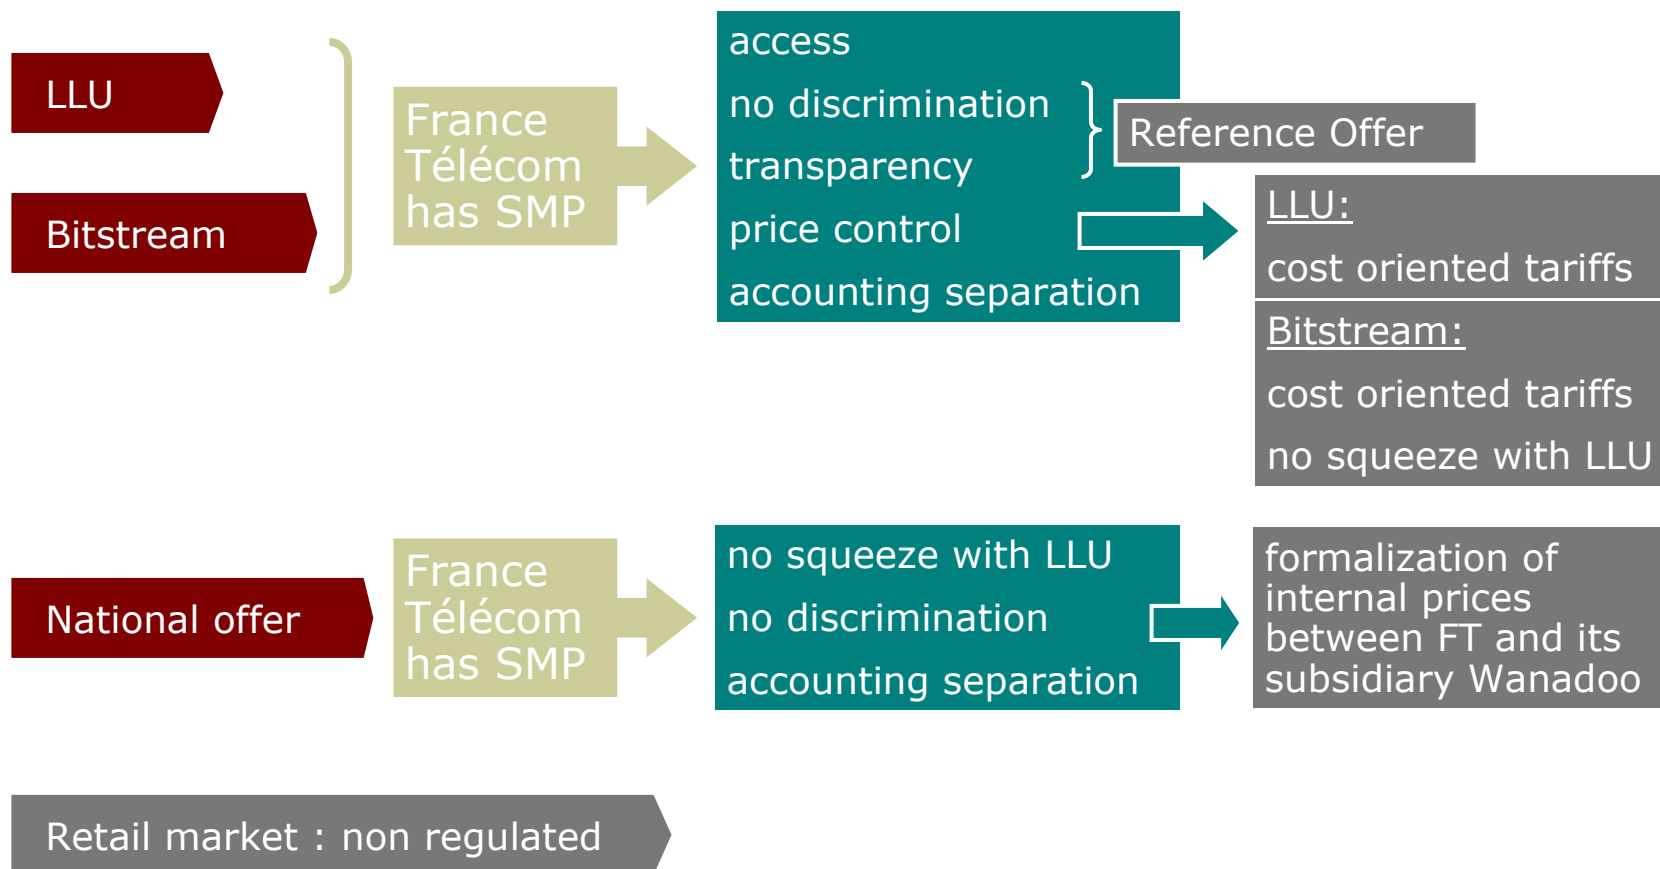 LLU
Bitstream
France
Télécom
has SMP
access
no discrimination
transparency
price control
accounting separation
Reference Offer
LLU:
cost oriented tariffs
Bitstream:
cost oriented tariffs
no squeeze with LLU
National offer
France
Télécom
has SMP
no squeeze with LLU
no discrimination
accounting separation
formalization of
internal prices
between FT and its
subsidiary Wanadoo
Retail market : non regulated